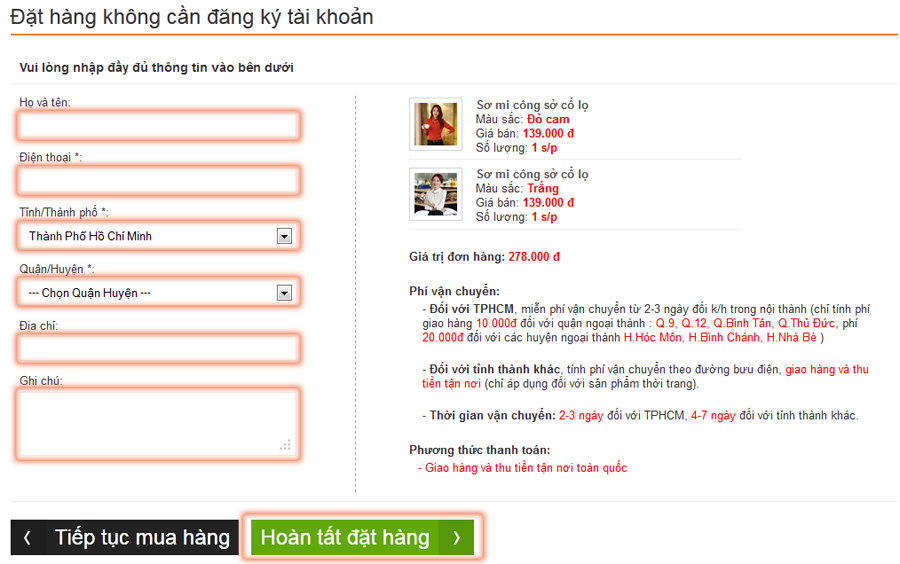 Đặt hàng không cần đăng ký tài khoản
Vui lòng nhập đầy đủ thông tin vào bên dưới
Họ và tên:
Điện thoại *:
Tỉnh/Thành phố *:
Thành Phố Hồ Chí Minh
Quận/Huyện *:
--- Chọn Quận Huyện ---
Địa chỉ:
Ghi chú:
Sơ mi công sở cổ lọ
Màu sắc: Đỏ cam
Giá bán: 139.000 đ
Số lượng: 1 s/p
Sơ mi công sở cổ lọ
Màu sắc: Trắng
Giá bán: 139.000 đ
Số lượng: 1 s/p
Giá trị đơn hàng: 278.000 đ
Phí vận chuyển:
- Đối với TPHCM, miễn phí vận chuyển từ 2-3 ngày đối k/h trong nội thành (chỉ tính phí
giao hàng 10.000đ đối với quận ngoại thành : Q.9, Q.12, Q.Bình Tân, Q.Thủ Đức, phí
20.000đ đối với các huyện ngoại thành H.Hóc Môn, H.Bình Chánh, H.Nhà Bè )
- Đối với tỉnh thành khác, tính phí vận chuyển theo đường bưu điện, giao hàng và thu
tiền tận nơi (chỉ áp dụng đối với sản phẩm thời trang).
- Thời gian vận chuyển: 2-3 ngày đối với TPHCM, 4-7 ngày đối với tỉnh thành khác.
Phương thức thanh toán:
- Giao hàng và thu tiền tận nơi toàn quốc
‹ Tiếp tục mua hàng
Hoàn tất đặt hàng ›